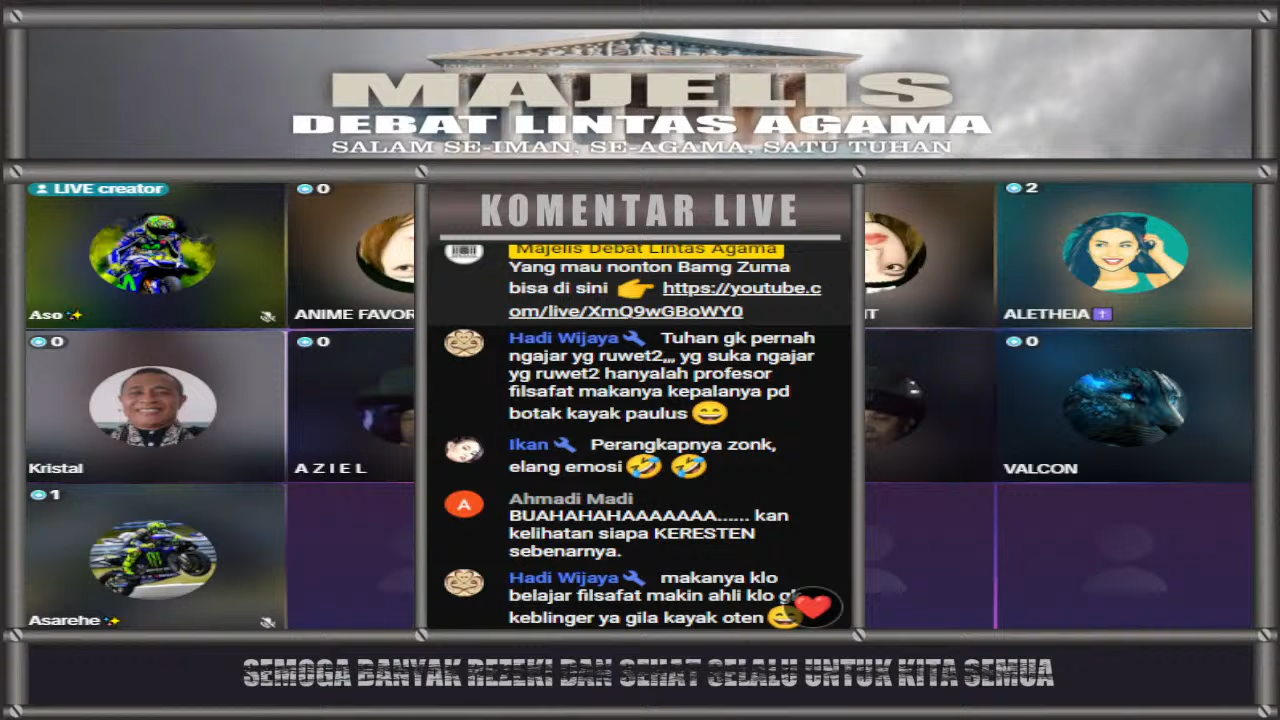 MAJELIS
DEBAT LINTAS AGAMA
SALAM SE-IMAN, SE-AGAMA, SATU TUHAN
LIVE creator
Aso
0
ANIME FAVOR
KOMENTAR LIVE
Majelis Debat Lintas Agama
Yang mau nonton Bamg Zuma
bisa di sini 👉 https://youtube.c
om/live/XmQ9wGBoWY0
Hadi Wijaya Tuhan gk pernah
ngajar yg ruwet2,,, yg suka ngajar
yg ruwet2 hanyalah profesor
filsafat makanya kepalanya pd
botak kayak paulus 😄
Ikan Perangkapnya zonk,
elang emosi 🤣 🤣
A
Ahmadi Madi
BUAHAHAHAAAAAAA...... kan
kelihatan siapa KERESTEN
sebenarnya.
Hadi Wijaya makanya klo
belajar filsafat makin ahli klo
keblinger ya gila kayak oten 😄
T
2
ALETHEIA
0
Kristal
0
A Z I E L
0
VALCON
1
Asarehe
SEMOGA BANYAK REZEKI DAN SEHAT SELALU UNTUK KITA SEMUA